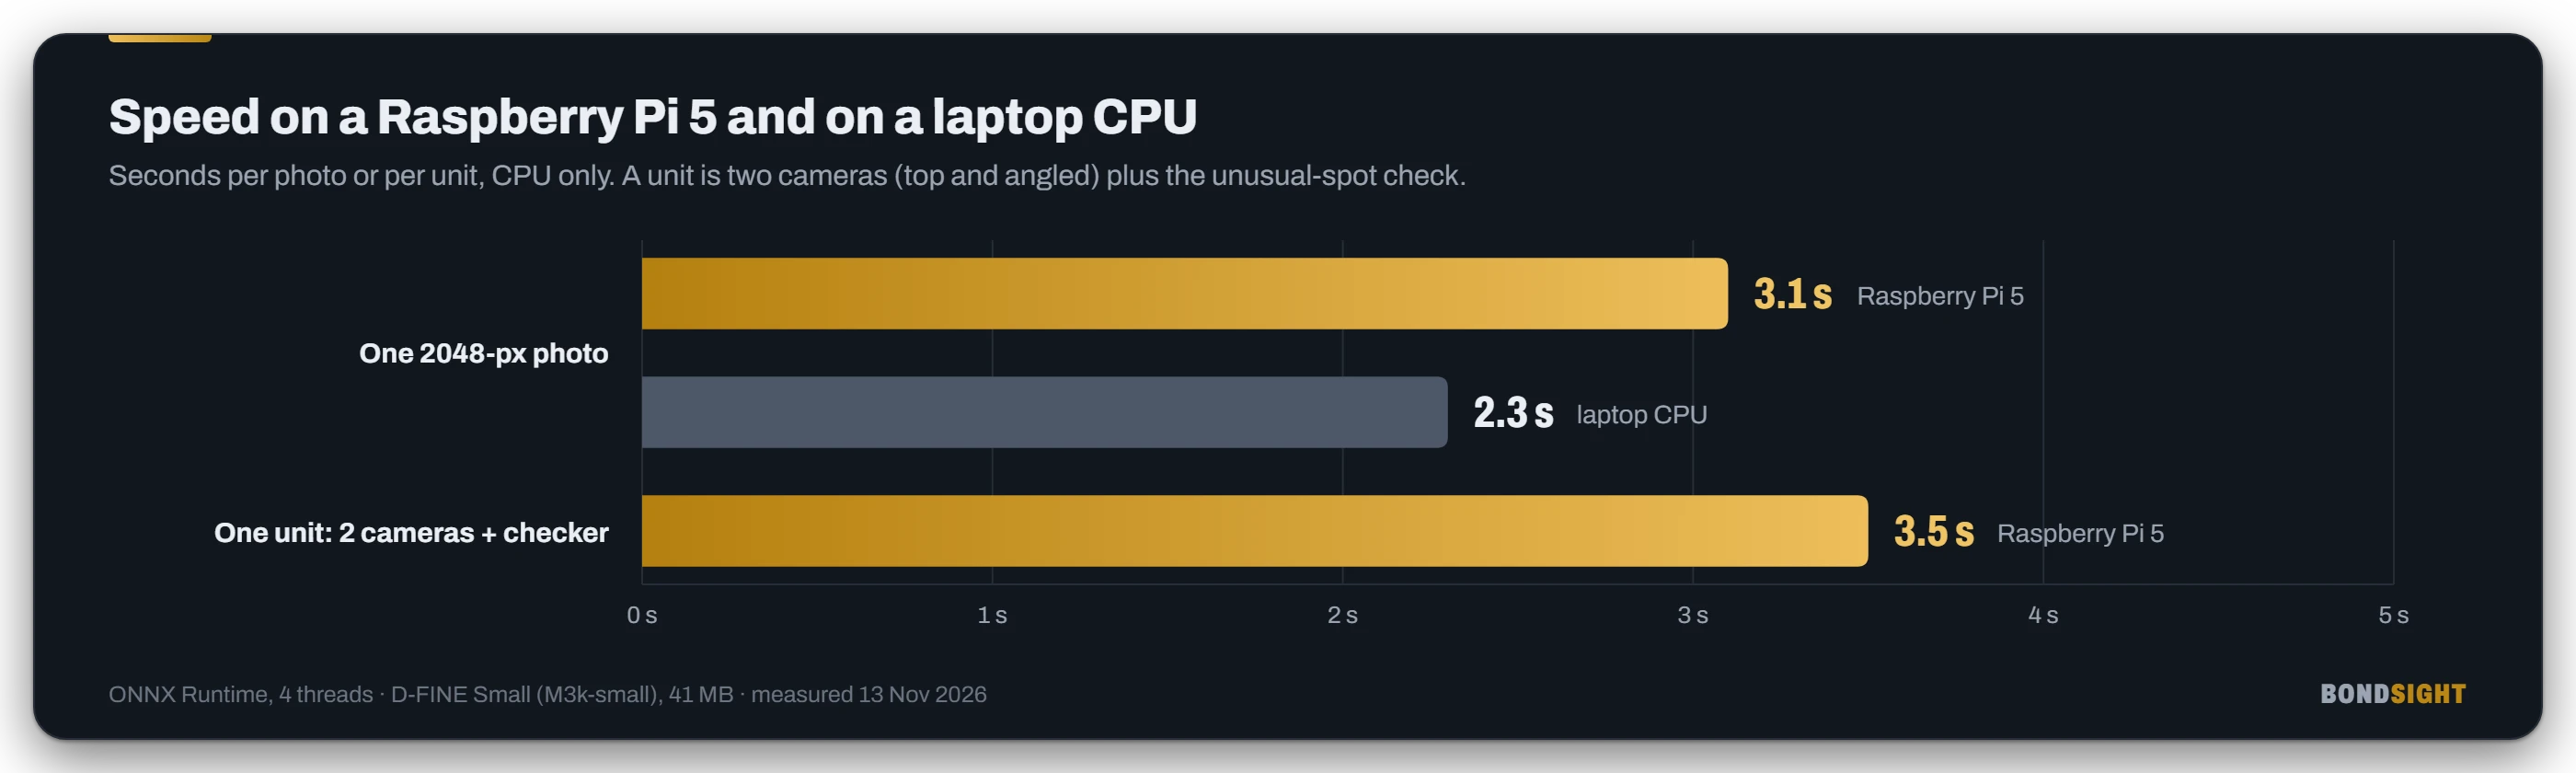 Speed on a Raspberry Pi 5 and on a laptop CPU
Seconds per photo or per unit, CPU only. A unit is two cameras (top and angled) plus the unusual-spot check.
3.1 s Raspberry Pi 5
One 2048-px photo
2.3 s laptop CPU
One unit: 2 cameras + checker 3.5 s Raspberry Pi 5
0 s 1 s 2 s 3 s 4 s 5 s
ONNX Runtime, 4 threads · D-FINE Small (M3k-small), 41 MB · measured 13 Nov 2026
BONDSIGHT